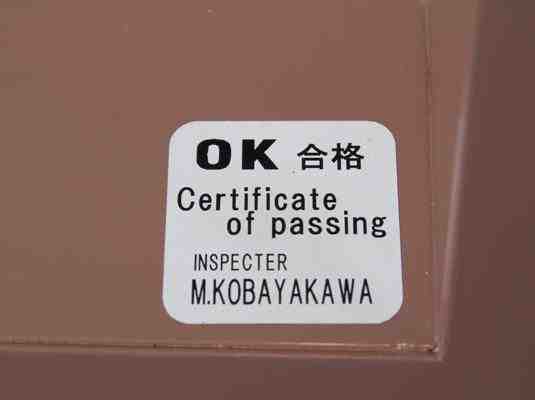 OK 合格
Certificate
of passing
INSPECTER
M.KOBAYAKAWA